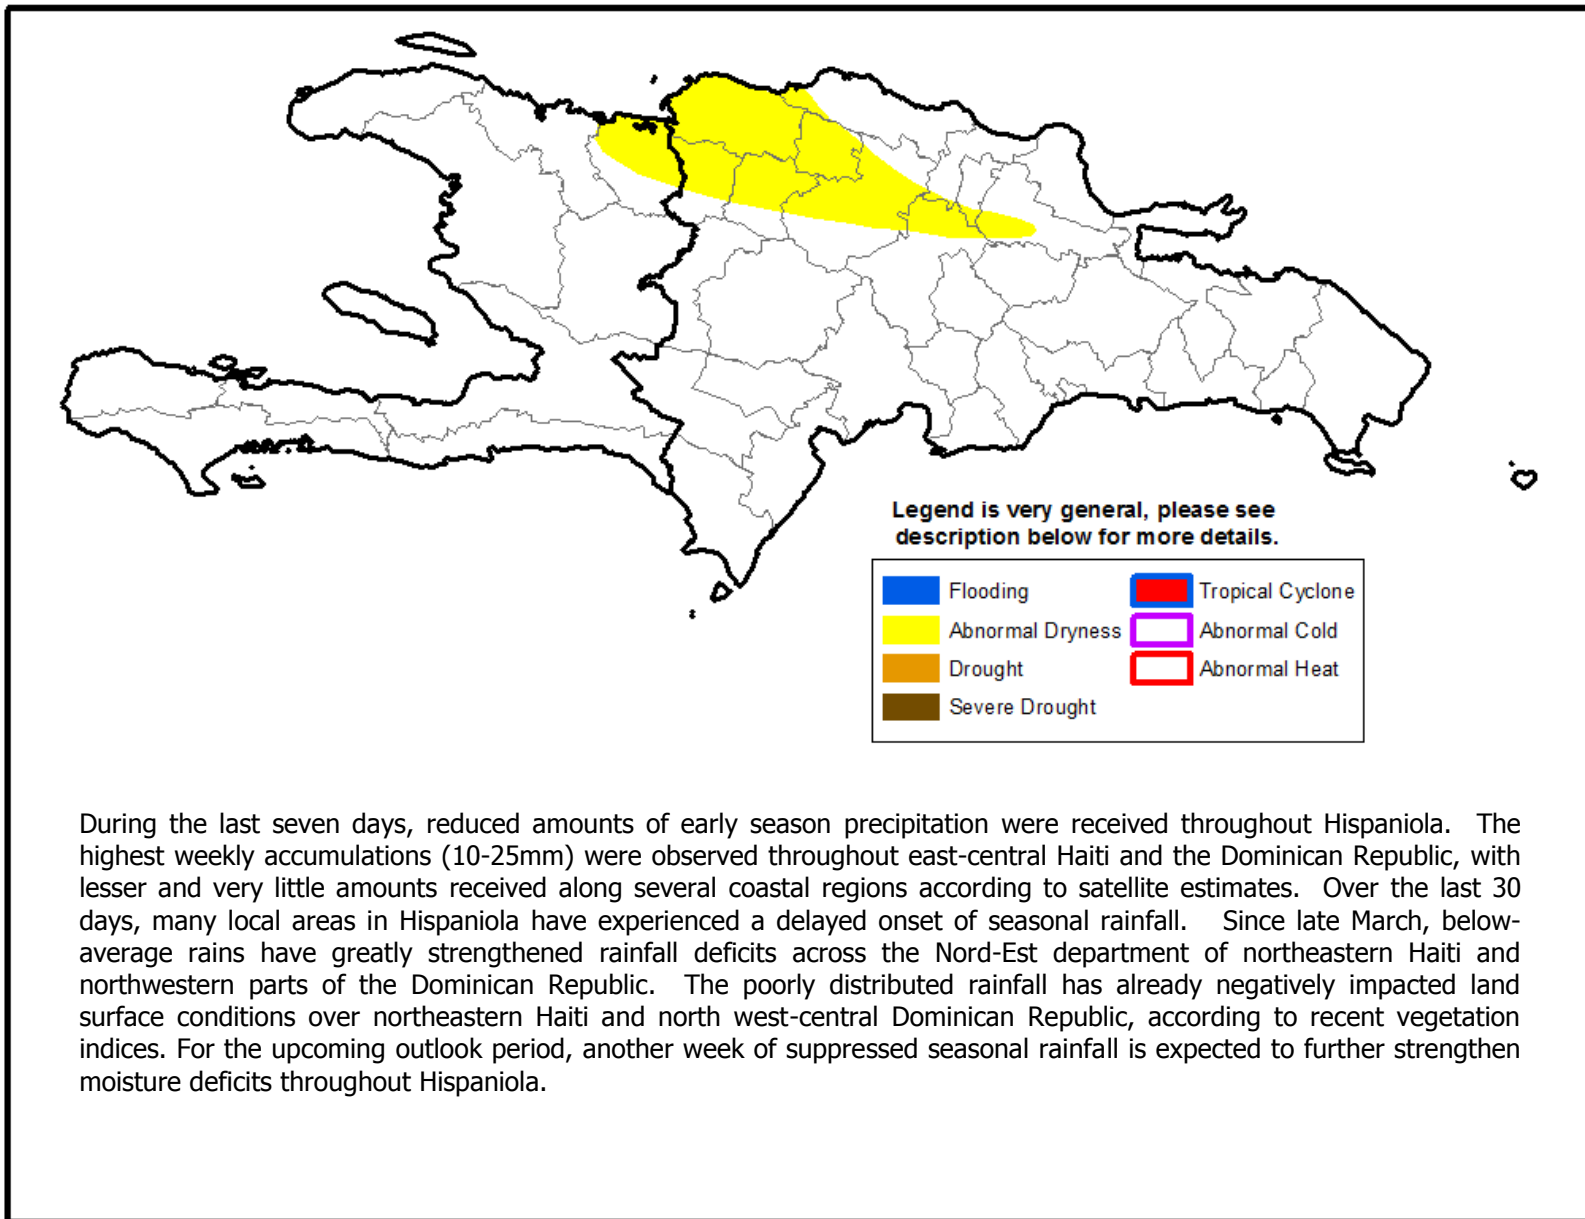 Legend is very general, please see
description below for more details.
Flooding
Tropical Cyclone
Abnormal Dryness
Abnormal Cold
Drought
Abnormal Heat
Severe Drought
During the last seven days, reduced amounts of early season precipitation were received throughout Hispaniola. The
highest weekly accumulations (10-25mm) were observed throughout east-central Haiti and the Dominican Republic, with
lesser and very little amounts received along several coastal regions according to satellite estimates. Over the last 30
days, many local areas in Hispaniola have experienced a delayed onset of seasonal rainfall. Since late March, below-
average rains have greatly strengthened rainfall deficits across the Nord-Est department of northeastern Haiti and
northwestern parts of the Dominican Republic. The poorly distributed rainfall has already negatively impacted land
surface conditions over northeastern Haiti and north west-central Dominican Republic, according to recent vegetation
indices. For the upcoming outlook period, another week of suppressed seasonal rainfall is expected to further strengthen
moisture deficits throughout Hispaniola.